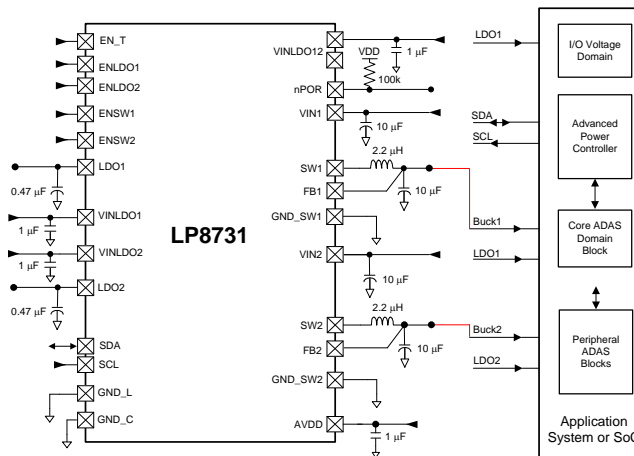 EN_T
ENLDO1
ENLDO2
ENSW1
ENSW2
LDO1
0.47 µF
VINLDO1
1 µF
VINLDO2
1 µF
LDO2
0.47 µF
SDA
SCL
GND_L
GND_C
LP8731
VINLDO12
1 µF
VDD
100k
nPOR
VIN1
10 µF
2.2 µH
SW1
FB1
10 µF
GND_SW1
VIN2
10 µF
2.2 µH
SW2
FB2
10 µF
GND_SW2
AVDD
1 µF
LDO1
SDA
SCL
Buck1
LDO1
Buck2
LDO2
I/O Voltage
Domain
Advanced
Power
Controller
Core ADAS
Domain
Block
Peripheral
ADAS
Blocks
Application
System or SoC